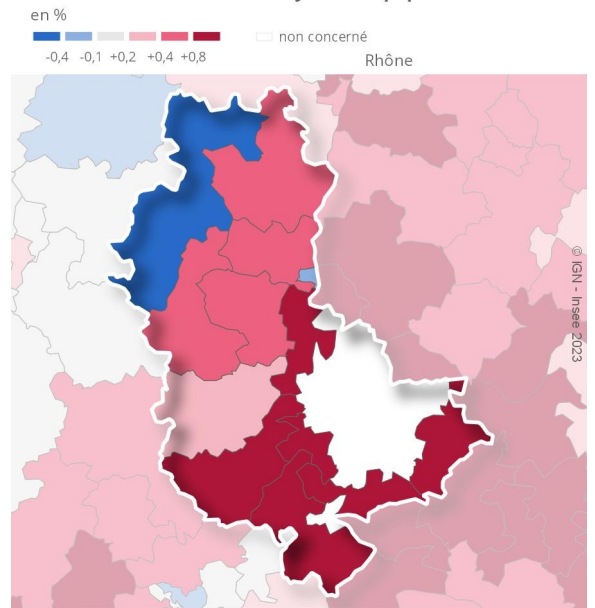 en %
non concerné
-0,4 -0,1 +0,2 +0,4 +0,8
Rhône
© IGN - Insee 2023